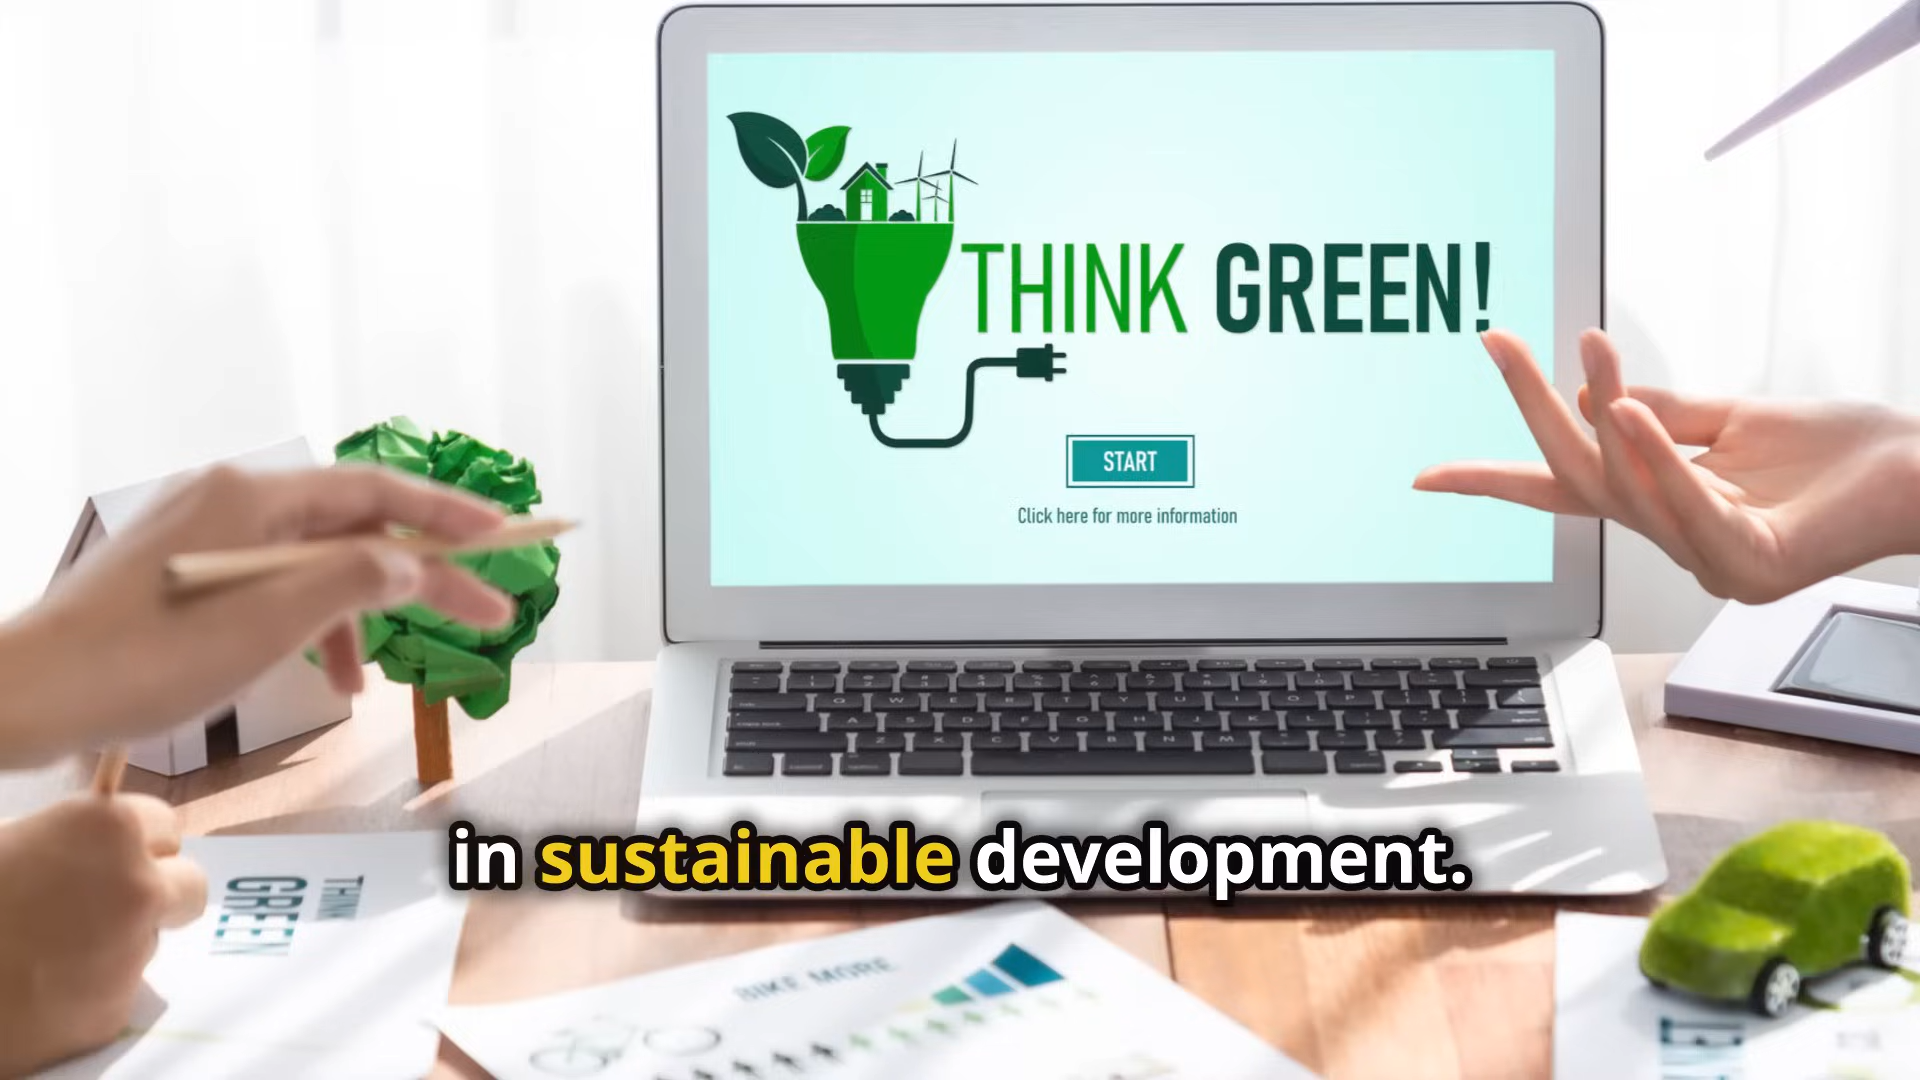 THINK GREEN!
START
Click here for more information
in sustainable development.
THINK
GREEN
BIKE MORE